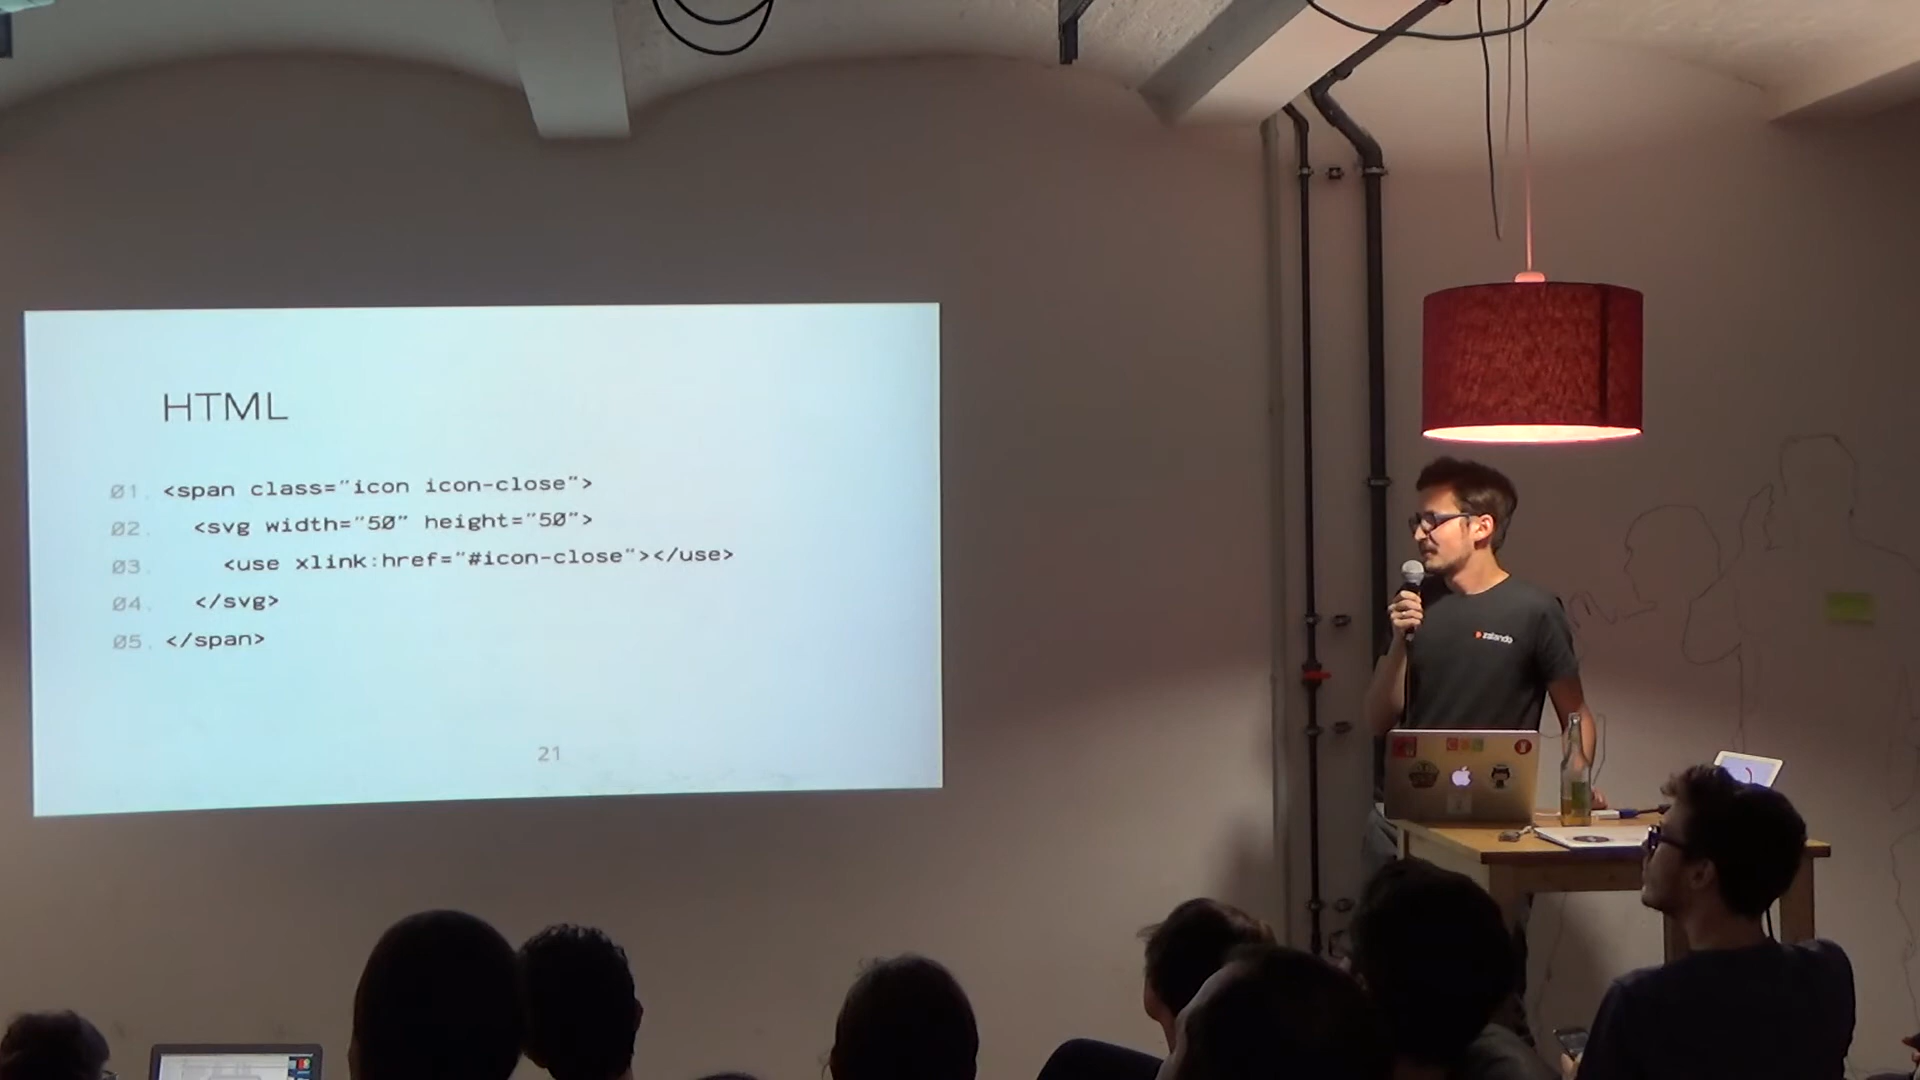 HTML
01. <span class="icon icon-close">
02. <svg width="50" height="50">
03. <use xlink:href="#icon-close"></use>
04. </svg>
05. </span>
21
zalando